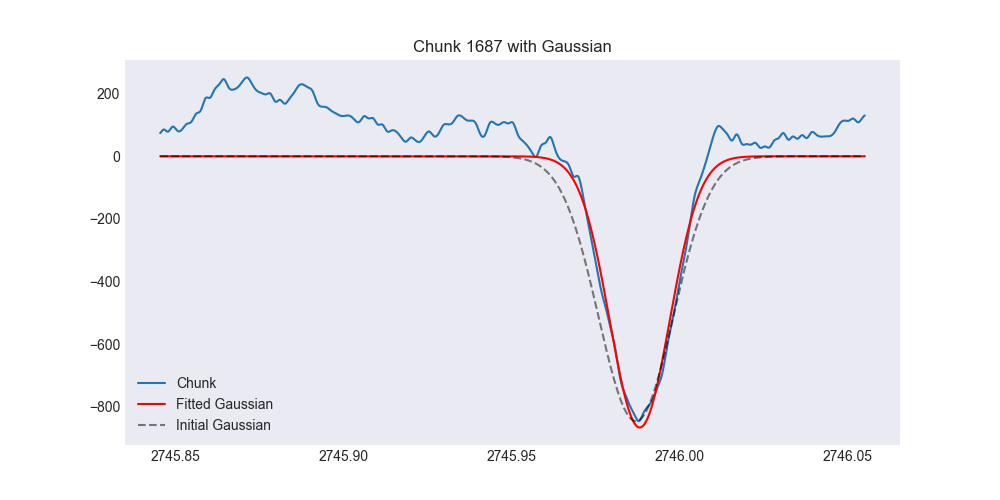 Chunk 1687 with Gaussian
200
0
−200
−400
−600
−800
Chunk
Fitted Gaussian
Initial Gaussian
2745.85 2745.90 2745.95 2746.00 2746.05